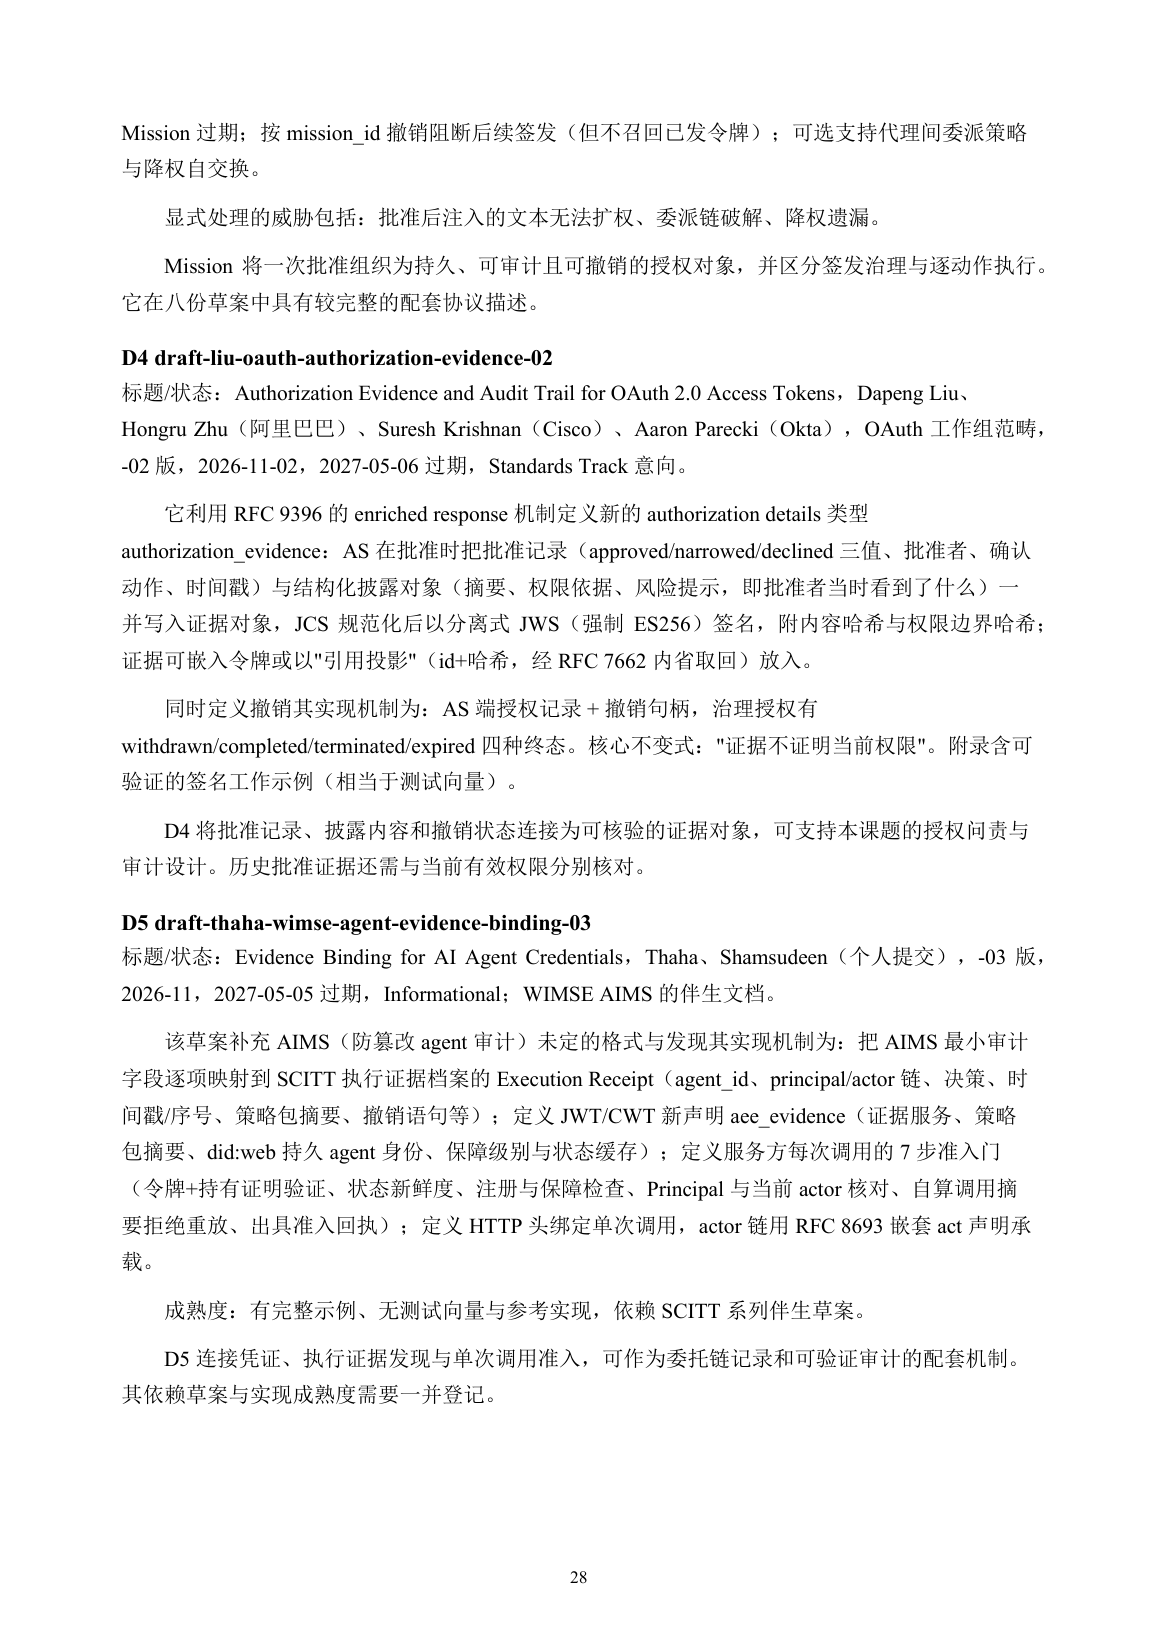 Mission 过期；按 mission_id 撤销阻断后续签发（但不召回已发令牌）；可选支持代理间委派策略
与降权自交换。
显式处理的威胁包括：批准后注入的文本无法扩权、委派链破解、降权遗漏。
Mission 将一次批准组织为持久、可审计且可撤销的授权对象，并区分签发治理与逐动作执行。
它在八份草案中具有较完整的配套协议描述。
D4 draft-liu-oauth-authorization-evidence-02
标题/状态：Authorization Evidence and Audit Trail for OAuth 2.0 Access Tokens，Dapeng Liu、
Hongru Zhu（阿里巴巴）、Suresh Krishnan（Cisco）、Aaron Parecki（Okta），OAuth 工作组范畴，
-02 版，2026-11-02，2027-05-06 过期，Standards Track 意向。
它利用 RFC 9396 的 enriched response 机制定义新的 authorization details 类型
authorization_evidence：AS 在批准时把批准记录（approved/narrowed/declined 三值、批准者、确认
动作、时间戳）与结构化披露对象（摘要、权限依据、风险提示，即批准者当时看到了什么）一
并写入证据对象，JCS 规范化后以分离式 JWS（强制 ES256）签名，附内容哈希与权限边界哈希；
证据可嵌入令牌或以"引用投影"（id+哈希，经 RFC 7662 内省取回）放入。
同时定义撤销其实现机制为：AS 端授权记录 + 撤销句柄，治理授权有
withdrawn/completed/terminated/expired 四种终态。核心不变式："证据不证明当前权限"。附录含可
验证的签名工作示例（相当于测试向量）。
D4 将批准记录、披露内容和撤销状态连接为可核验的证据对象，可支持本课题的授权问责与
审计设计。历史批准证据还需与当前有效权限分别核对。
D5 draft-thaha-wimse-agent-evidence-binding-03
标题/状态：Evidence Binding for AI Agent Credentials，Thaha、Shamsudeen（个人提交），-03 版，
2026-11，2027-05-05 过期，Informational；WIMSE AIMS 的伴生文档。
该草案补充 AIMS（防篡改 agent 审计）未定的格式与发现其实现机制为：把 AIMS 最小审计
字段逐项映射到 SCITT 执行证据档案的 Execution Receipt（agent_id、principal/actor 链、决策、时
间戳/序号、策略包摘要、撤销语句等）；定义 JWT/CWT 新声明 aee_evidence（证据服务、策略
包摘要、did:web 持久 agent 身份、保障级别与状态缓存）；定义服务方每次调用的 7 步准入门
（令牌+持有证明验证、状态新鲜度、注册与保障检查、Principal 与当前 actor 核对、自算调用摘
要拒绝重放、出具准入回执）；定义 HTTP 头绑定单次调用，actor 链用 RFC 8693 嵌套 act 声明承
载。
成熟度：有完整示例、无测试向量与参考实现，依赖 SCITT 系列伴生草案。
D5 连接凭证、执行证据发现与单次调用准入，可作为委托链记录和可验证审计的配套机制。
其依赖草案与实现成熟度需要一并登记。
28